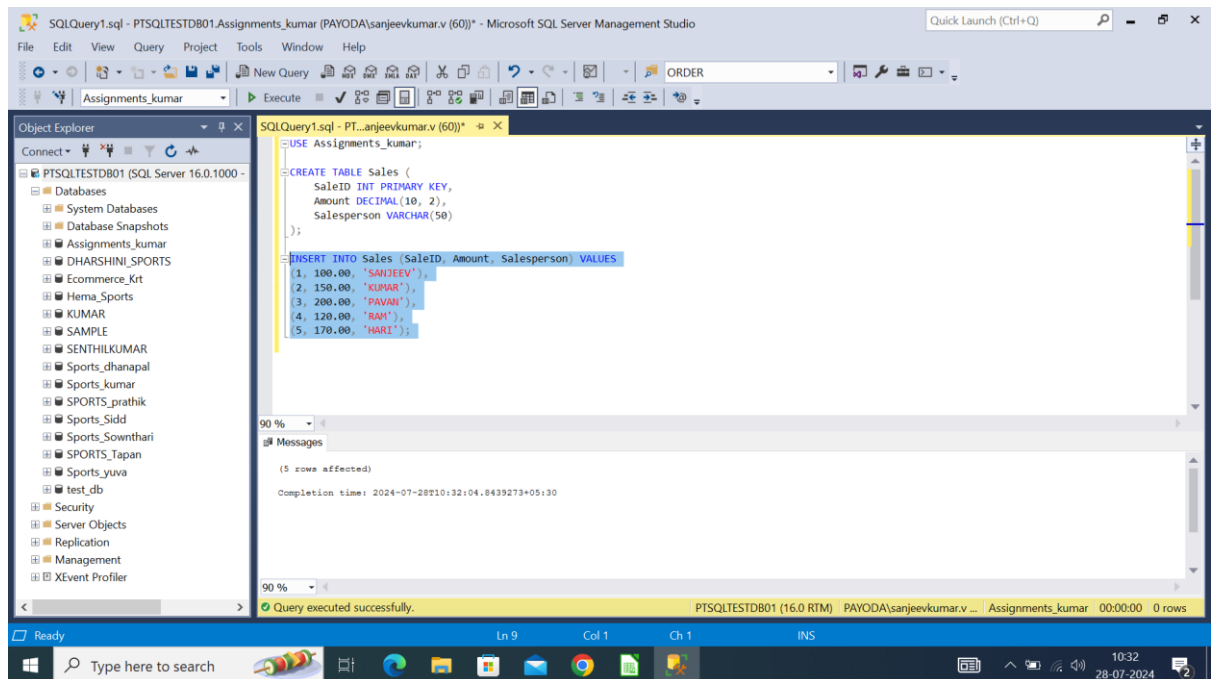 SQLQuery1.sql - PTSQLTESTDB01.Assignments_kumar (PAYODA\sanjeevkumar.v (60))* - Microsoft SQL Server Management Studio
Quick Launch (Ctrl+Q)
File Edit View Query Project Tools Window Help
New Query
ORDER
Assignments_kumar
Execute
Object Explorer
Connect
PTSQLTESTDB01 (SQL Server 16.0.1000 -
Databases
System Databases
Database Snapshots
Assignments_kumar
DHARSHINI_SPORTS
Ecommerce_Krt
Hema_Sports
KUMAR
SAMPLE
SENTHILKUMAR
Sports_dhanapal
Sports_kumar
SPORTS_prathik
Sports_Sidd
Sports_Sownthari
SPORTS_Tapan
Sports_yuva
test_db
Security
Server Objects
Replication
Management
XEvent Profiler
SQLQuery1.sql - PT...anjeevkumar.v (60))*
USE Assignments_kumar;
CREATE TABLE Sales (
SaleID INT PRIMARY KEY,
Amount DECIMAL(10, 2),
Salesperson VARCHAR(50)
);
INSERT INTO Sales (SaleID, Amount, Salesperson) VALUES
(1, 100.00, 'SANJEEV'),
(2, 150.00, 'KUMAR'),
(3, 200.00, 'PAVAN'),
(4, 120.00, 'RAM'),
(5, 170.00, 'HARI');
90 %
Messages
(5 rows affected)
Completion time: 2024-07-28T10:32:04.8439273+05:30
90 %
Query executed successfully.
PTSQLTESTDB01 (16.0 RTM) PAYODA\sanjeevkumar.v ... Assignments_kumar 00:00:00 0 rows
Ready Ln 9 Col 1 Ch 1 INS
Type here to search
10:32
28-07-2024
2